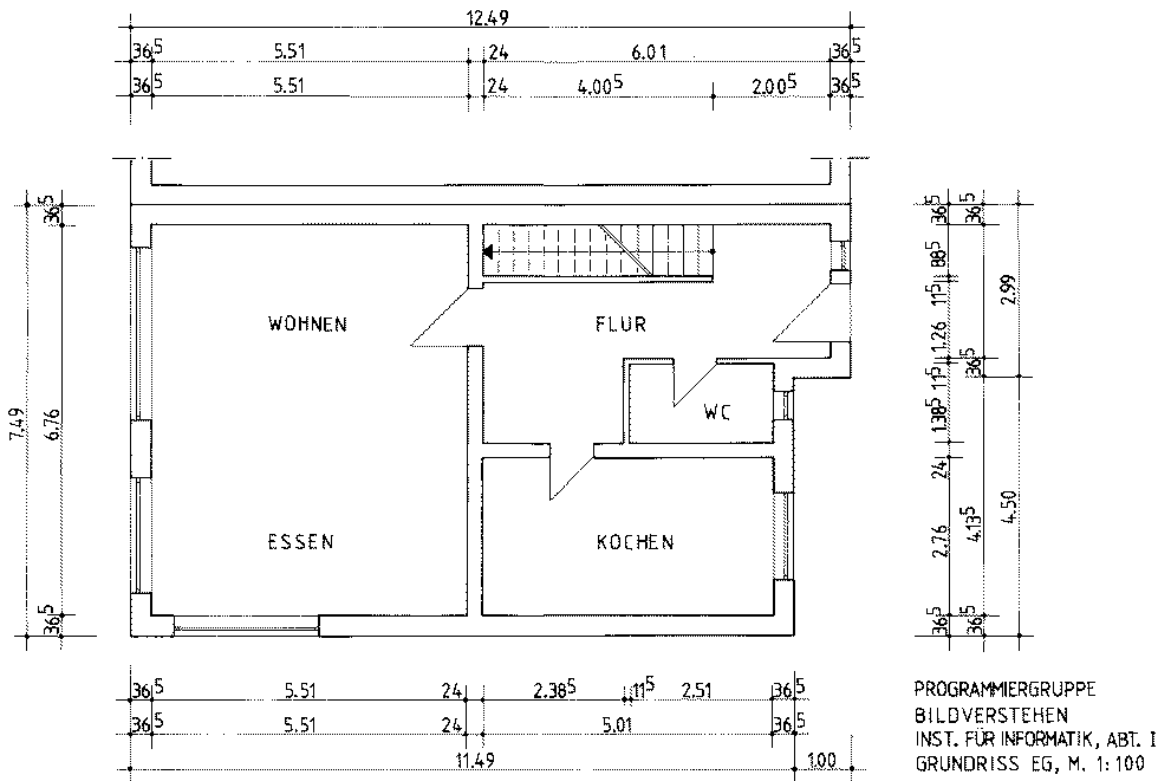 12.49
36⁵ 5.51 24 6.01 36⁵
36⁵ 5.51 24 4.00⁵ 2.00⁵ 36⁵
7.49
36⁵ 6.76 36⁵
WOHNEN
FLUR
WC
ESSEN
KOCHEN
36⁵ 88⁵ 11⁵ 1.26 11⁵ 1.38⁵ 24 2.76 36⁵
36⁵ 36⁵ 4.13⁵ 36⁵
2.99 4.50
36⁵ 5.51 24 2.38⁵ 11⁵ 2.51 36⁵
36⁵ 5.51 24 5.01 36⁵
11.49 1.00
PROGRAMMIERGRUPPE
BILDVERSTEHEN
INST. FÜR INFORMATIK, ABT. I
GRUNDRISS EG, M. 1:100